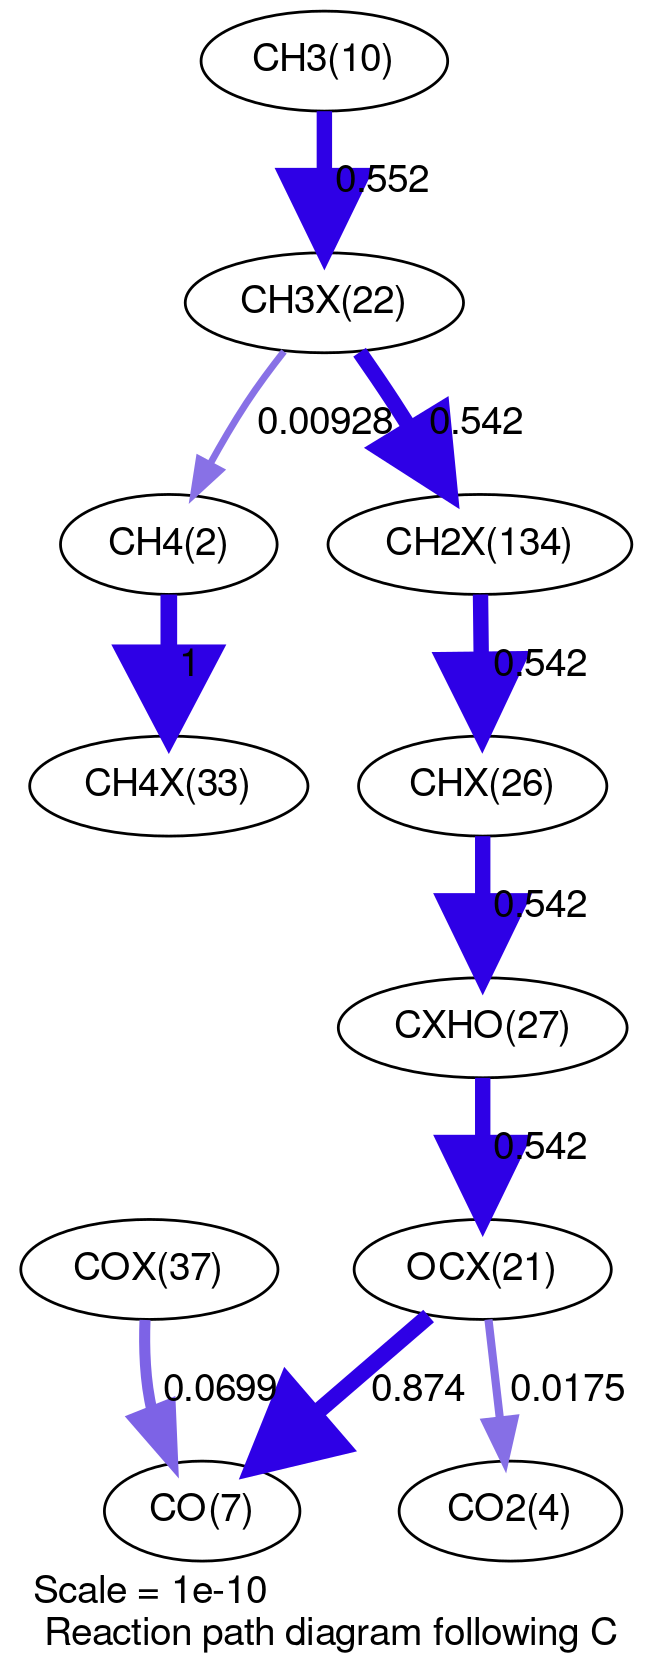 CH3(10)
0.552
CH3X(22)
0.00928
0.542
CH4(2)
CH2X(134)
1
0.542
CH4X(33)
CHX(26)
0.542
CXHO(27)
0.542
COX(37)
OCX(21)
0.0699
0.874
0.0175
CO(7)
CO2(4)
Scale = 1e-10
Reaction path diagram following C